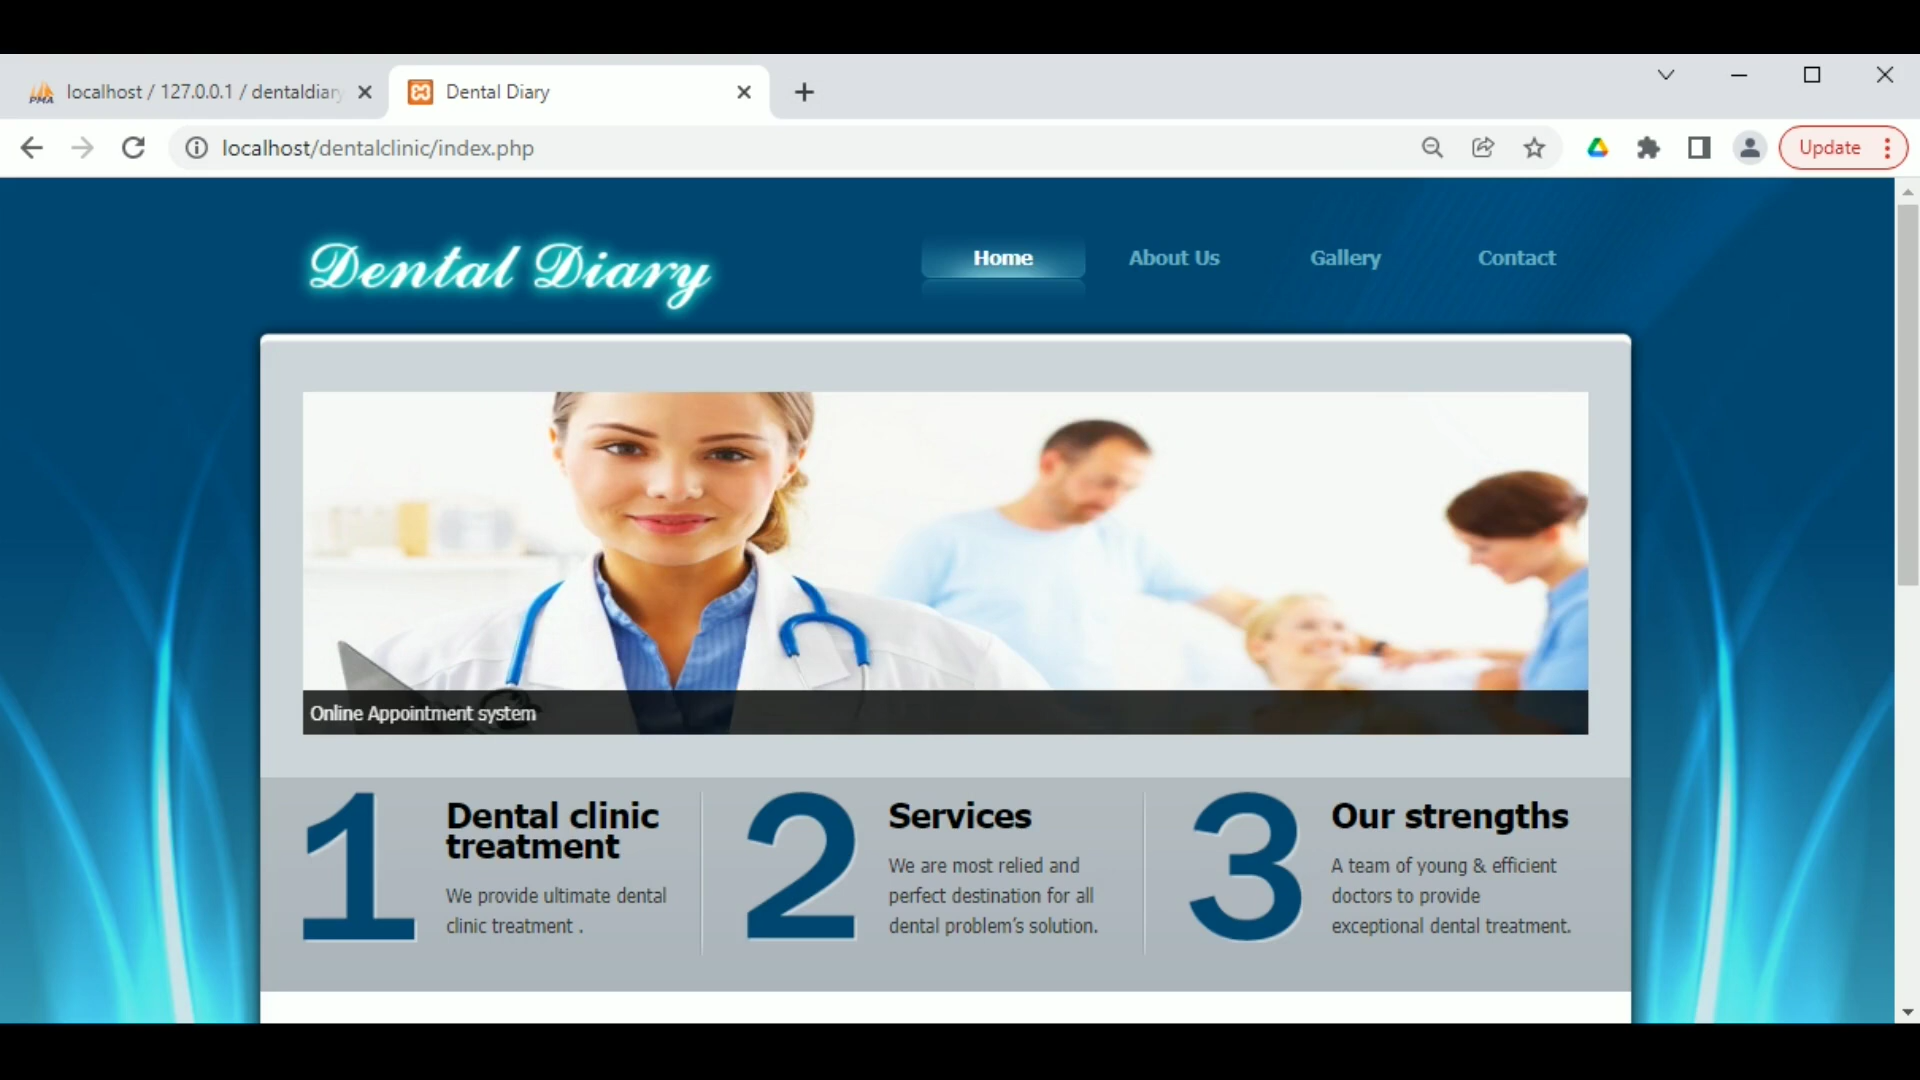 localhost / 127.0.0.1 / dentaldiary
Dental Diary
localhost/dentalclinic/index.php
Update
Dental Diary
Home
About Us
Gallery
Contact
Online Appointment system
1
Dental clinic
treatment
We provide ultimate dental
clinic treatment .
2
Services
We are most relied and
perfect destination for all
dental problem's solution.
3
Our strengths
A team of young & efficient
doctors to provide
exceptional dental treatment.